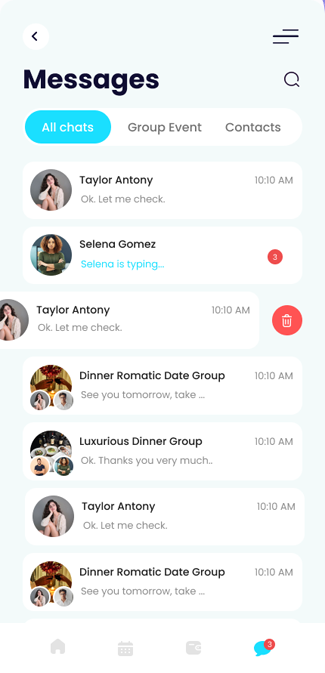 Messages
All chats
Group Event
Contacts
Taylor Antony
10:10 AM
Ok. Let me check.
Selena Gomez
Selena is typing...
3
Taylor Antony
10:10 AM
Ok. Let me check.
Dinner Romatic Date Group
10:10 AM
See you tomorrow, take ...
Luxurious Dinner Group
10:10 AM
Ok. Thanks you very much..
Taylor Antony
10:10 AM
Ok. Let me check.
Dinner Romatic Date Group
10:10 AM
See you tomorrow, take ...
3